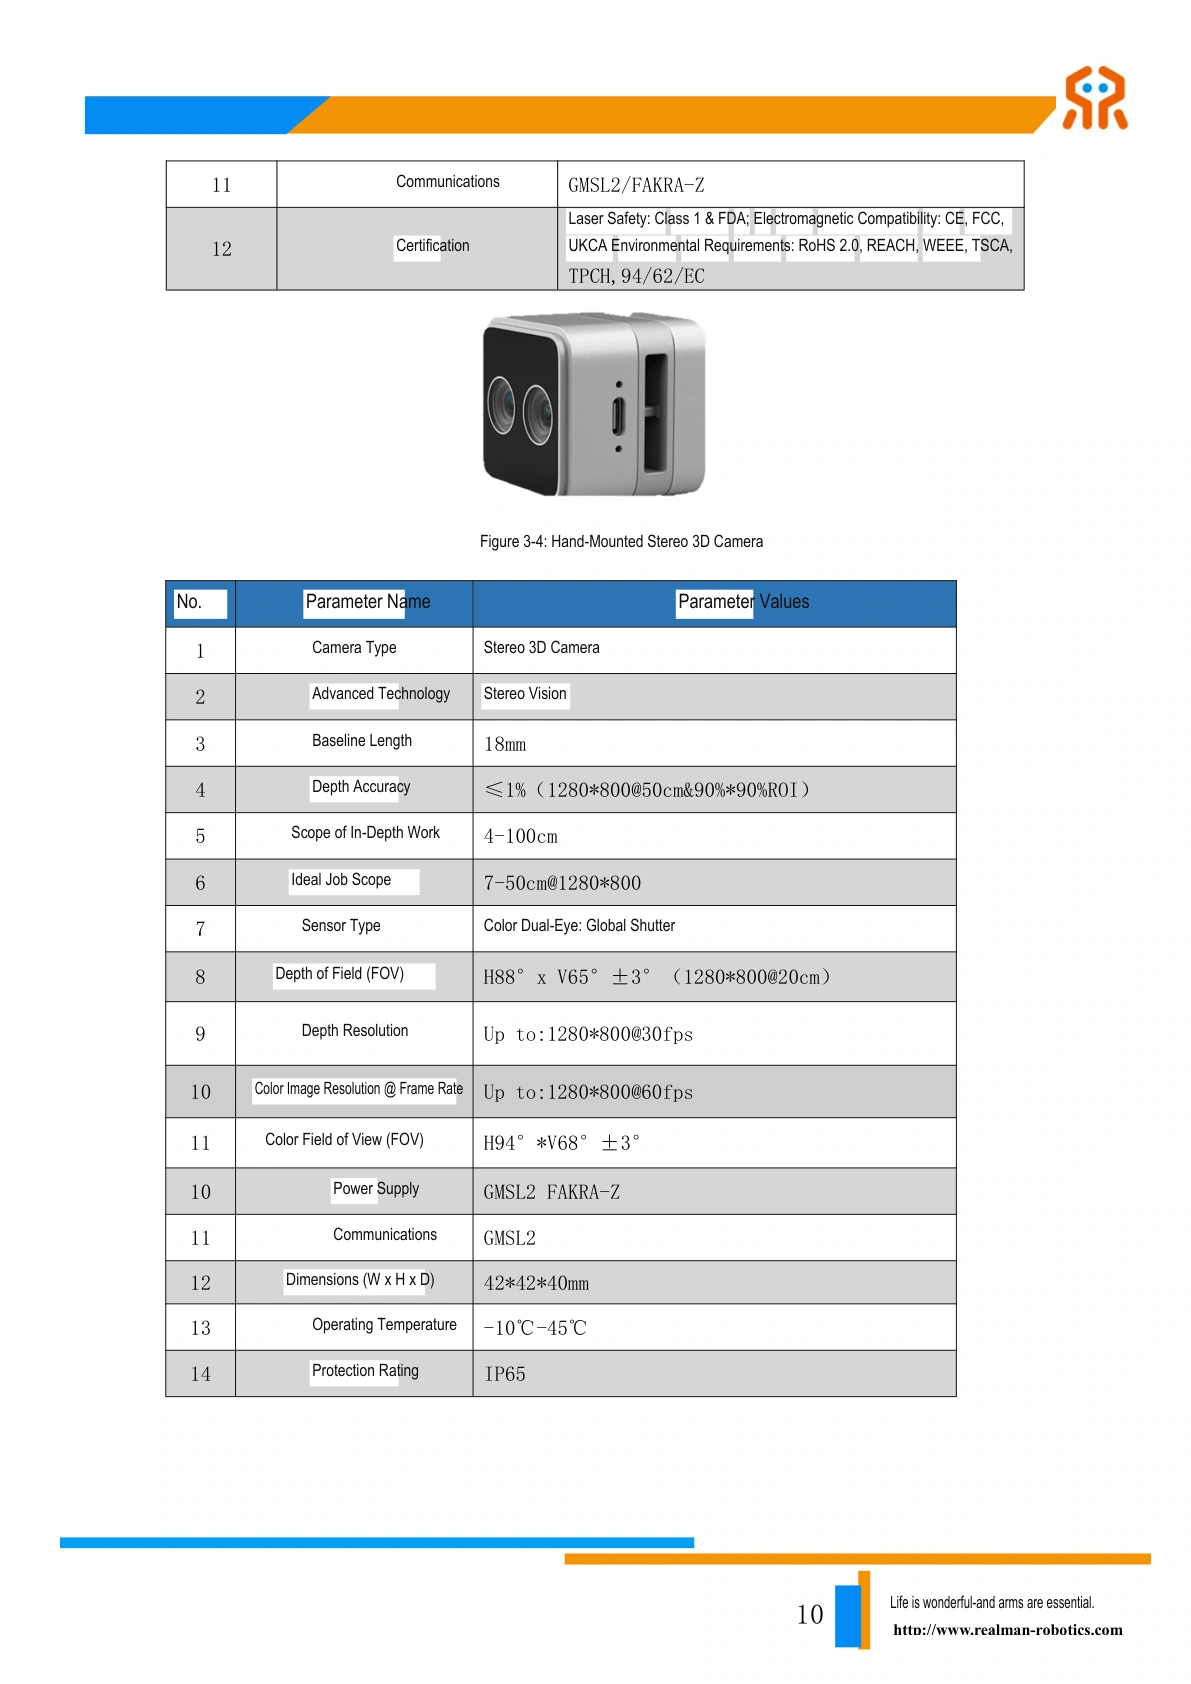 11 Communications GMSL2/FAKRA-Z
Laser Safety: Class 1 & FDA; Electromagnetic Compatibility: CE, FCC,
12 Certification UKCA Environmental Requirements: RoHS 2.0, REACH, WEEE, TSCA,
TPCH,94/62/EC
Figure 3-4: Hand-Mounted Stereo 3D Camera
No. Parameter Name Parameter Values
1 Camera Type Stereo 3D Camera
2 Advanced Technology Stereo Vision
3 Baseline Length 18mm
4 Depth Accuracy ≤1%（1280*800@50cm&90%*90%ROI）
5 Scope of In-Depth Work 4-100cm
6 Ideal Job Scope 7-50cm@1280*800
7 Sensor Type Color Dual-Eye: Global Shutter
8 Depth of Field (FOV) H88° x V65° ±3° （1280*800@20cm）
9 Depth Resolution Up to:1280*800@30fps
10 Color Image Resolution @ Frame Rate Up to:1280*800@60fps
11 Color Field of View (FOV) H94° *V68° ±3°
10 Power Supply GMSL2 FAKRA-Z
11 Communications GMSL2
12 Dimensions (W x H x D) 42*42*40mm
13 Operating Temperature -10℃-45℃
14 Protection Rating IP65
10 Life is wonderful-and arms are essential.
http://www.realman-robotics.com